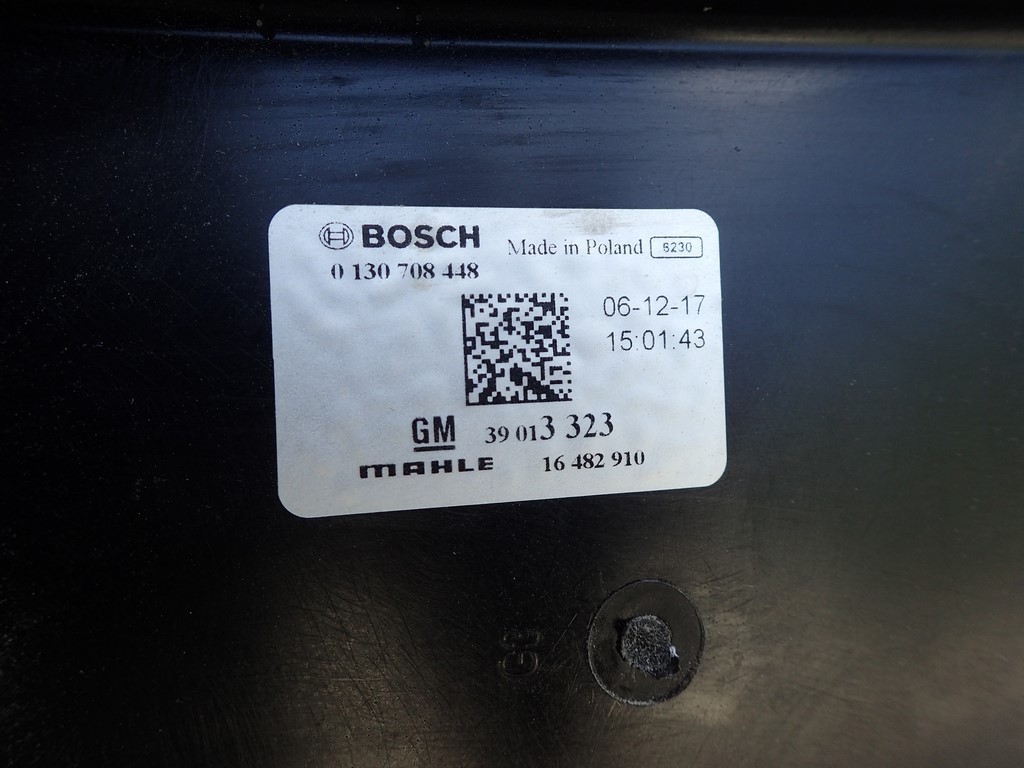 BOSCH Made in Poland 6230
0 130 708 448
06-12-17
15:01:43
GM 39 013 323
MAHLE 16 482 910